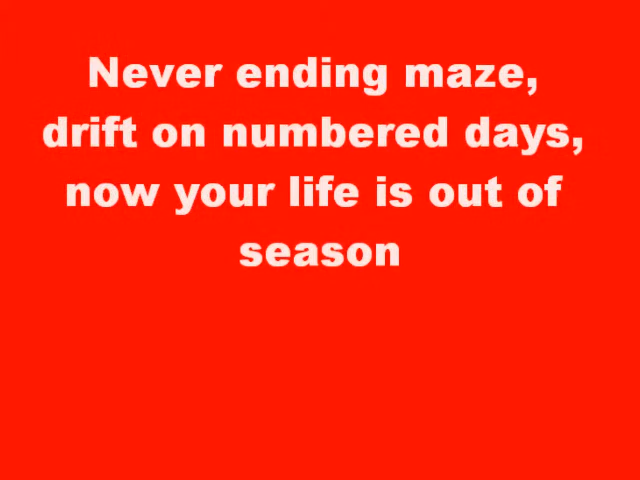 Never ending maze,
drift on numbered days,
now your life is out of
season